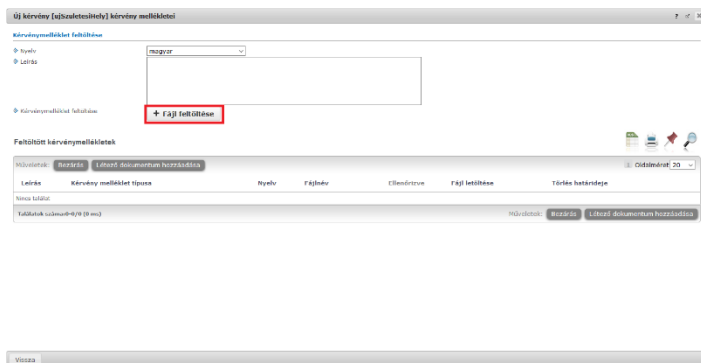 Új kérvény [ujSzuletesiHely] kérvény mellékletei
? ×
Kérvénymelléklet feltöltése
Nyelv magyar
Leírás
Kérvénymelléklet feltöltése + Fájl feltöltése
Feltöltött kérvénymellékletek
Műveletek: Bezárás Létező dokumentum hozzáadása Oldalméret 20
Leírás Kérvény melléklet típusa Nyelv Fájlnév Ellenőrizve Fájl letöltése Törlés határideje
Nincs találat
Találatok száma:0-0/0 (0 ms) Műveletek: Bezárás Létező dokumentum hozzáadása
Vissza